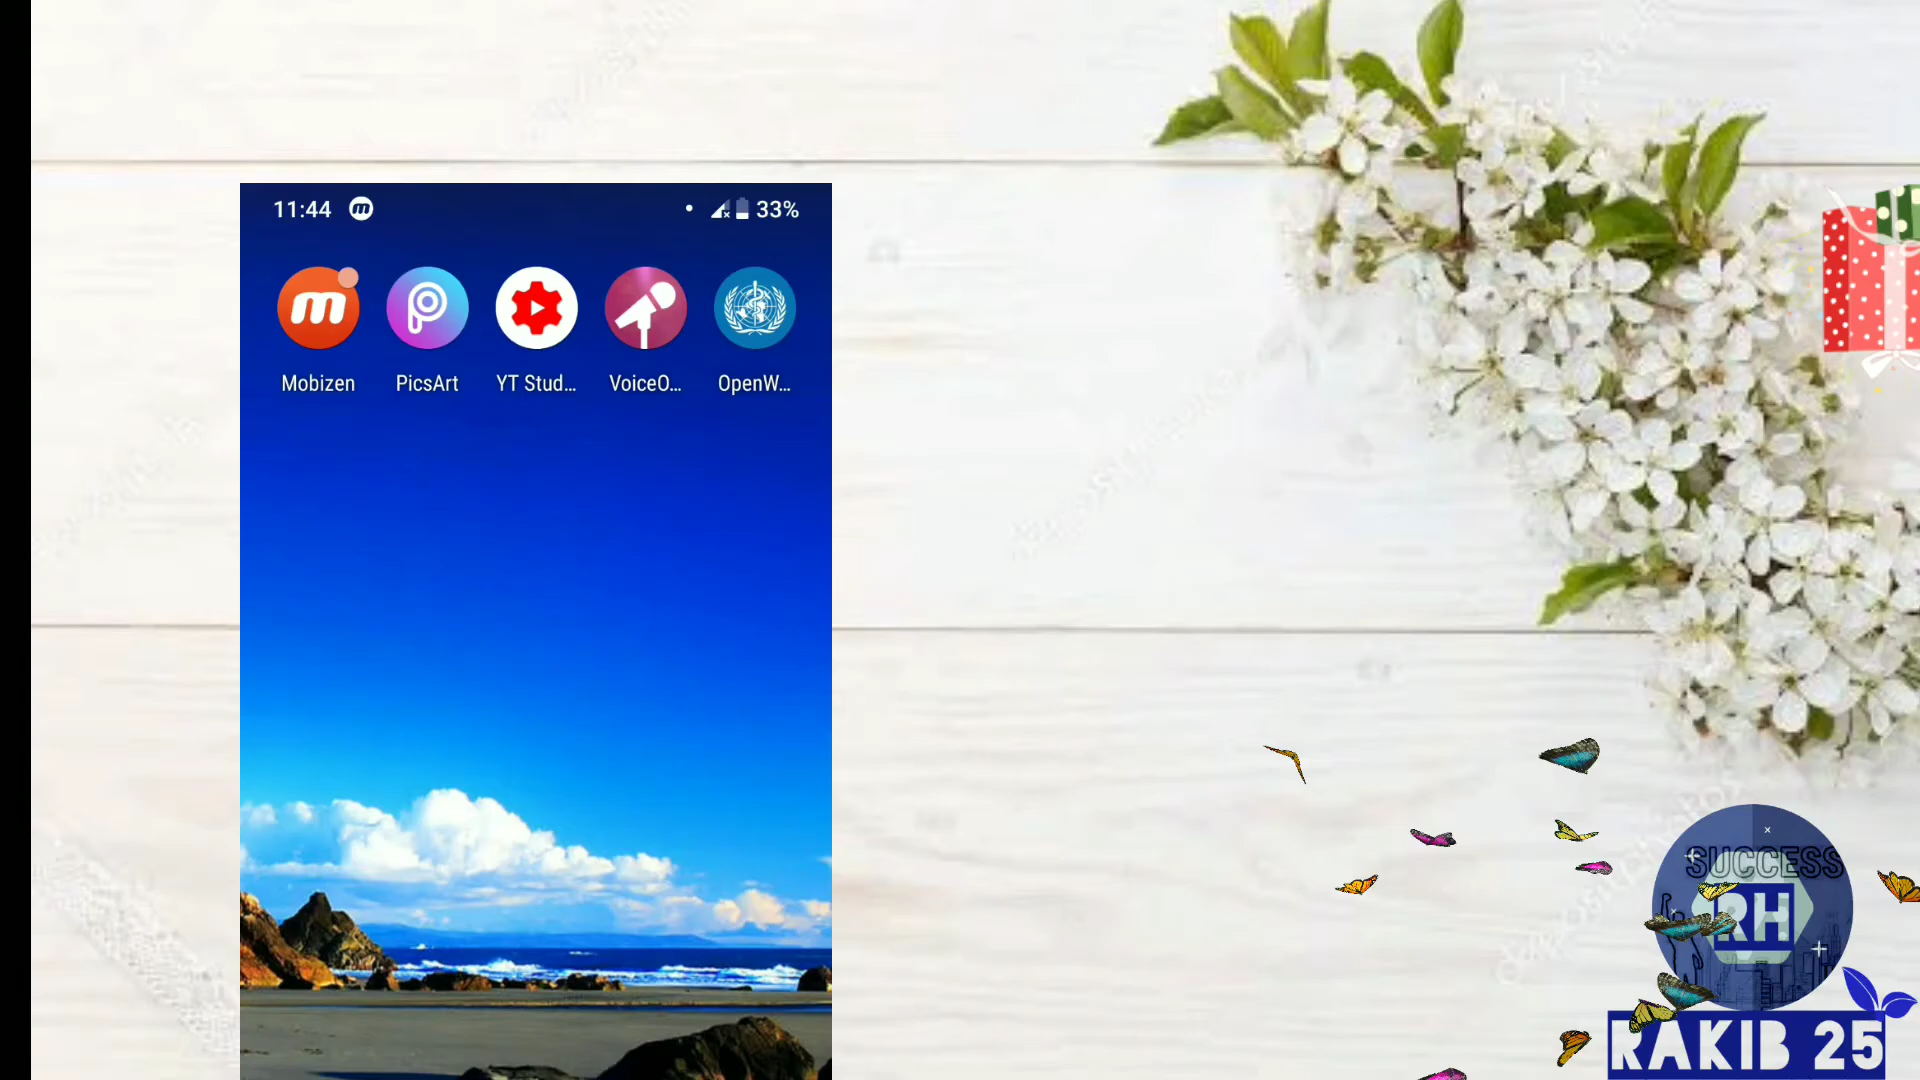 11:44 33%
Mobizen PicsArt YT Stud... VoiceO... OpenW...
SUCCESS
RH
RAKIB 25